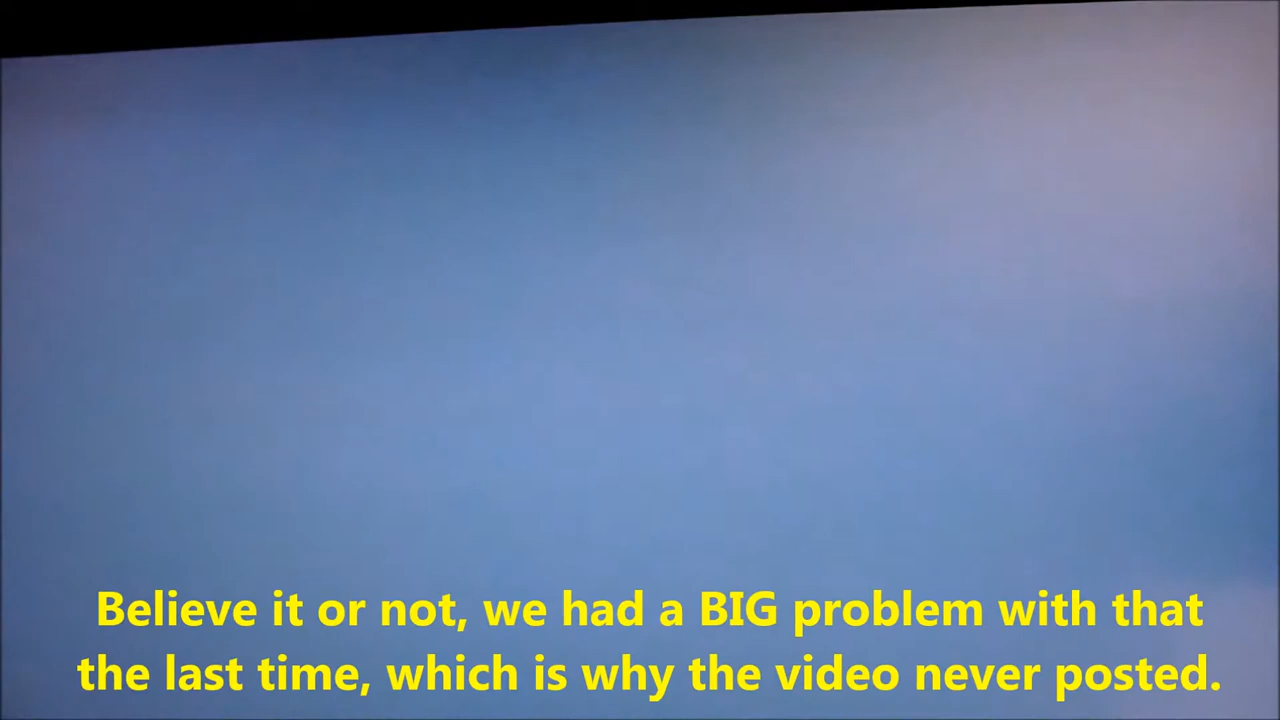 Believe it or not, we had a BIG problem with that
the last time, which is why the video never posted.